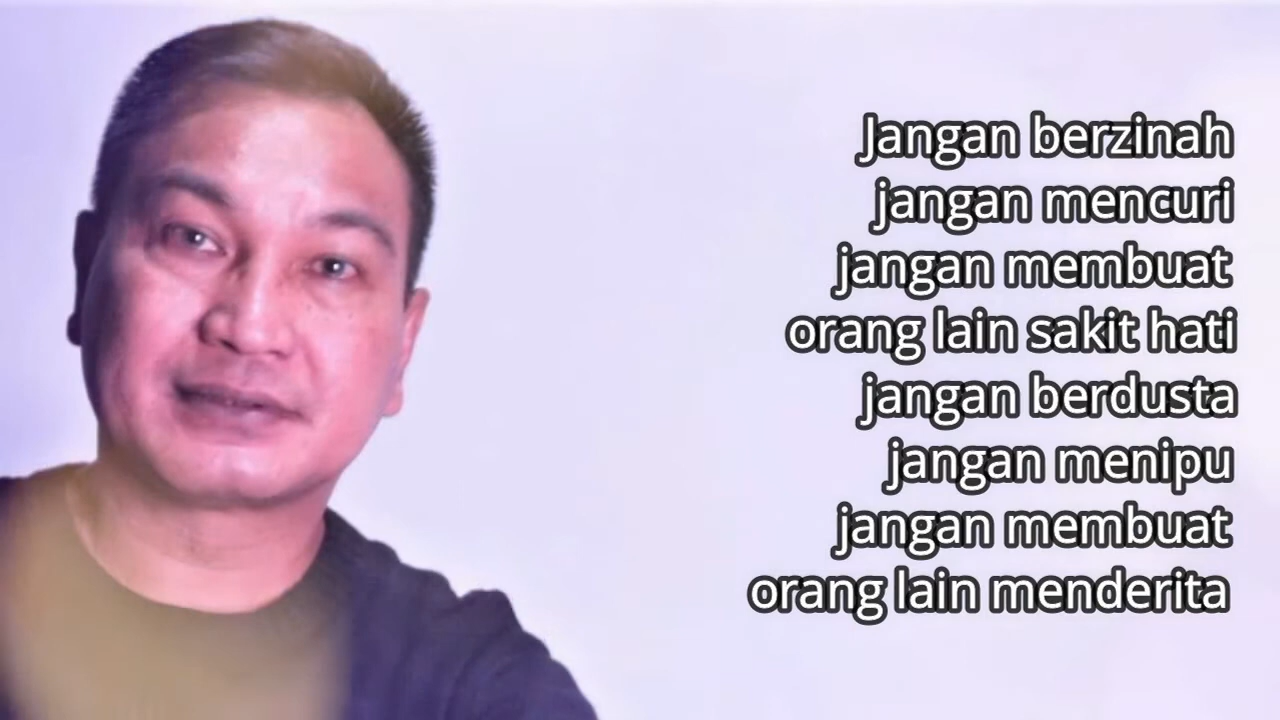 Jangan berzinah
jangan mencuri
jangan membuat
orang lain sakit hati
jangan berdusta
jangan menipu
jangan membuat
orang lain menderita